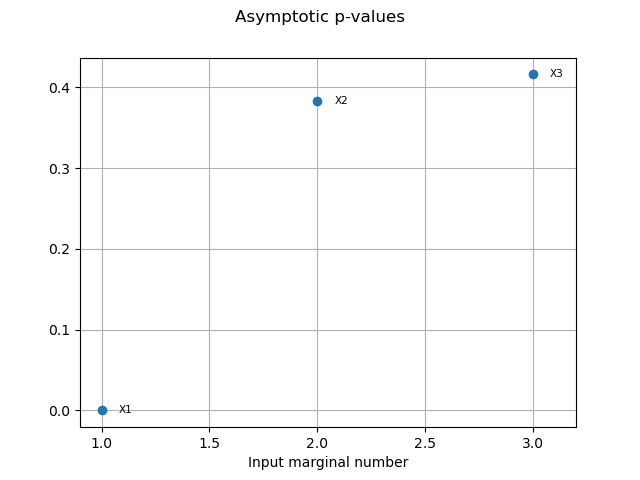 Asymptotic p-values
0.4
X3
X2
0.3
0.2
0.1
0.0
X1
1.0 1.5 2.0 2.5 3.0
Input marginal number